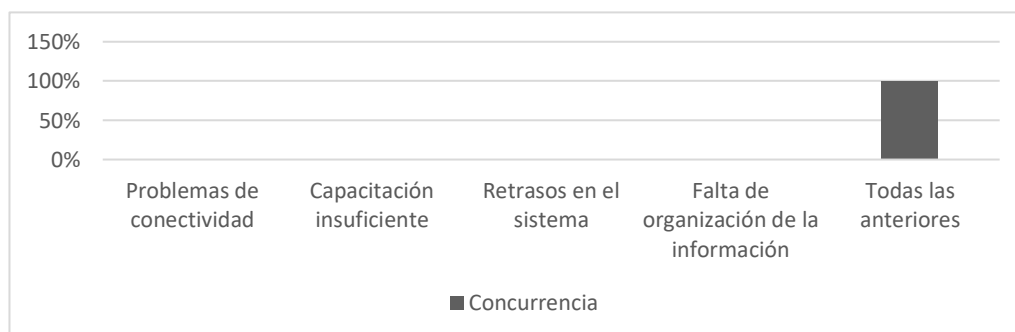 150%
100%
50%
0%
Problemas de
conectividad
Capacitación
insuficiente
Retrasos en el
sistema
Falta de
organización de la
información
Todas las
anteriores
Concurrencia